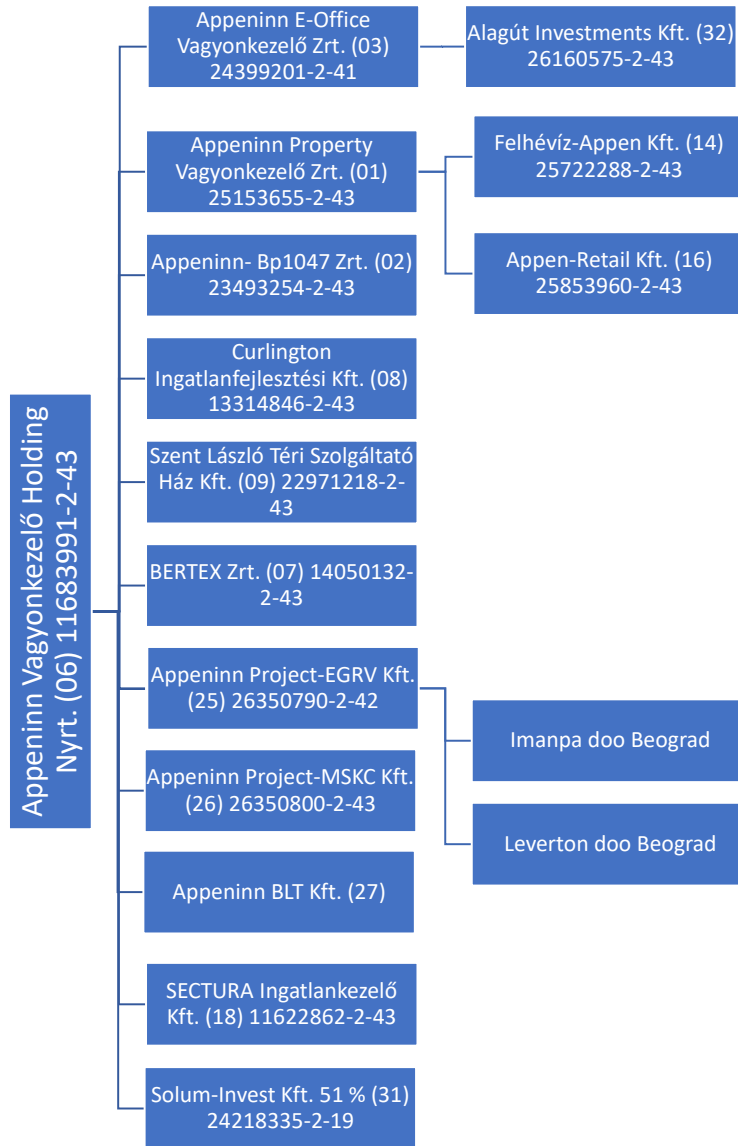 Appeninn Vagyonkezelő Holding
Nyrt. (06) 11683991-2-43
Appeninn E-Office
Vagyonkezelő Zrt. (03)
24399201-2-41
Alagút Investments Kft. (32)
26160575-2-43
Appeninn Property
Vagyonkezelő Zrt. (01)
25153655-2-43
Felhévíz-Appen Kft. (14)
25722288-2-43
Appen-Retail Kft. (16)
25853960-2-43
Appeninn- Bp1047 Zrt. (02)
23493254-2-43
Curlington
Ingatlanfejlesztési Kft. (08)
13314846-2-43
Szent László Téri Szolgáltató
Ház Kft. (09) 22971218-2-
43
BERTEX Zrt. (07) 14050132-
2-43
Appeninn Project-EGRV Kft.
(25) 26350790-2-42
Imanpa doo Beograd
Leverton doo Beograd
Appeninn Project-MSKC Kft.
(26) 26350800-2-43
Appeninn BLT Kft. (27)
SECTURA Ingatlankezelő
Kft. (18) 11622862-2-43
Solum-Invest Kft. 51 % (31)
24218335-2-19